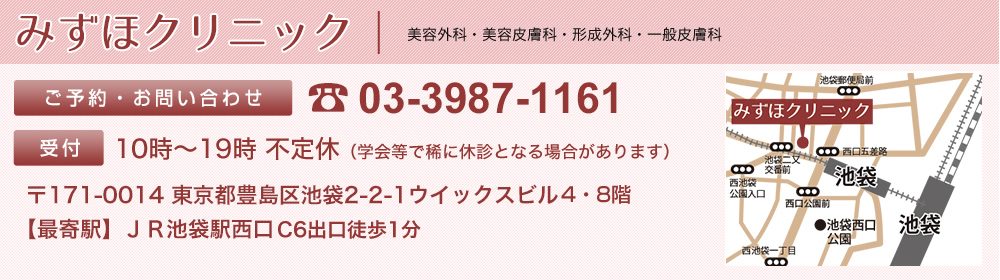 みずほクリニック
美容外科・美容皮膚科・形成外科・一般皮膚科
ご予約・お問い合わせ
☎ 03-3987-1161
受付
10時〜19時 不定休（学会等で稀に休診となる場合があります）
〒171-0014 東京都豊島区池袋2-2-1ウイックスビル４・８階
【最寄駅】ＪＲ池袋駅西口C6出口徒歩1分
池袋郵便局前
みずほクリニック
池袋二又
交番前
西口五差路
西池袋
公園入口
池袋
西口公園前
池袋
●池袋西口
公園
西池袋一丁目